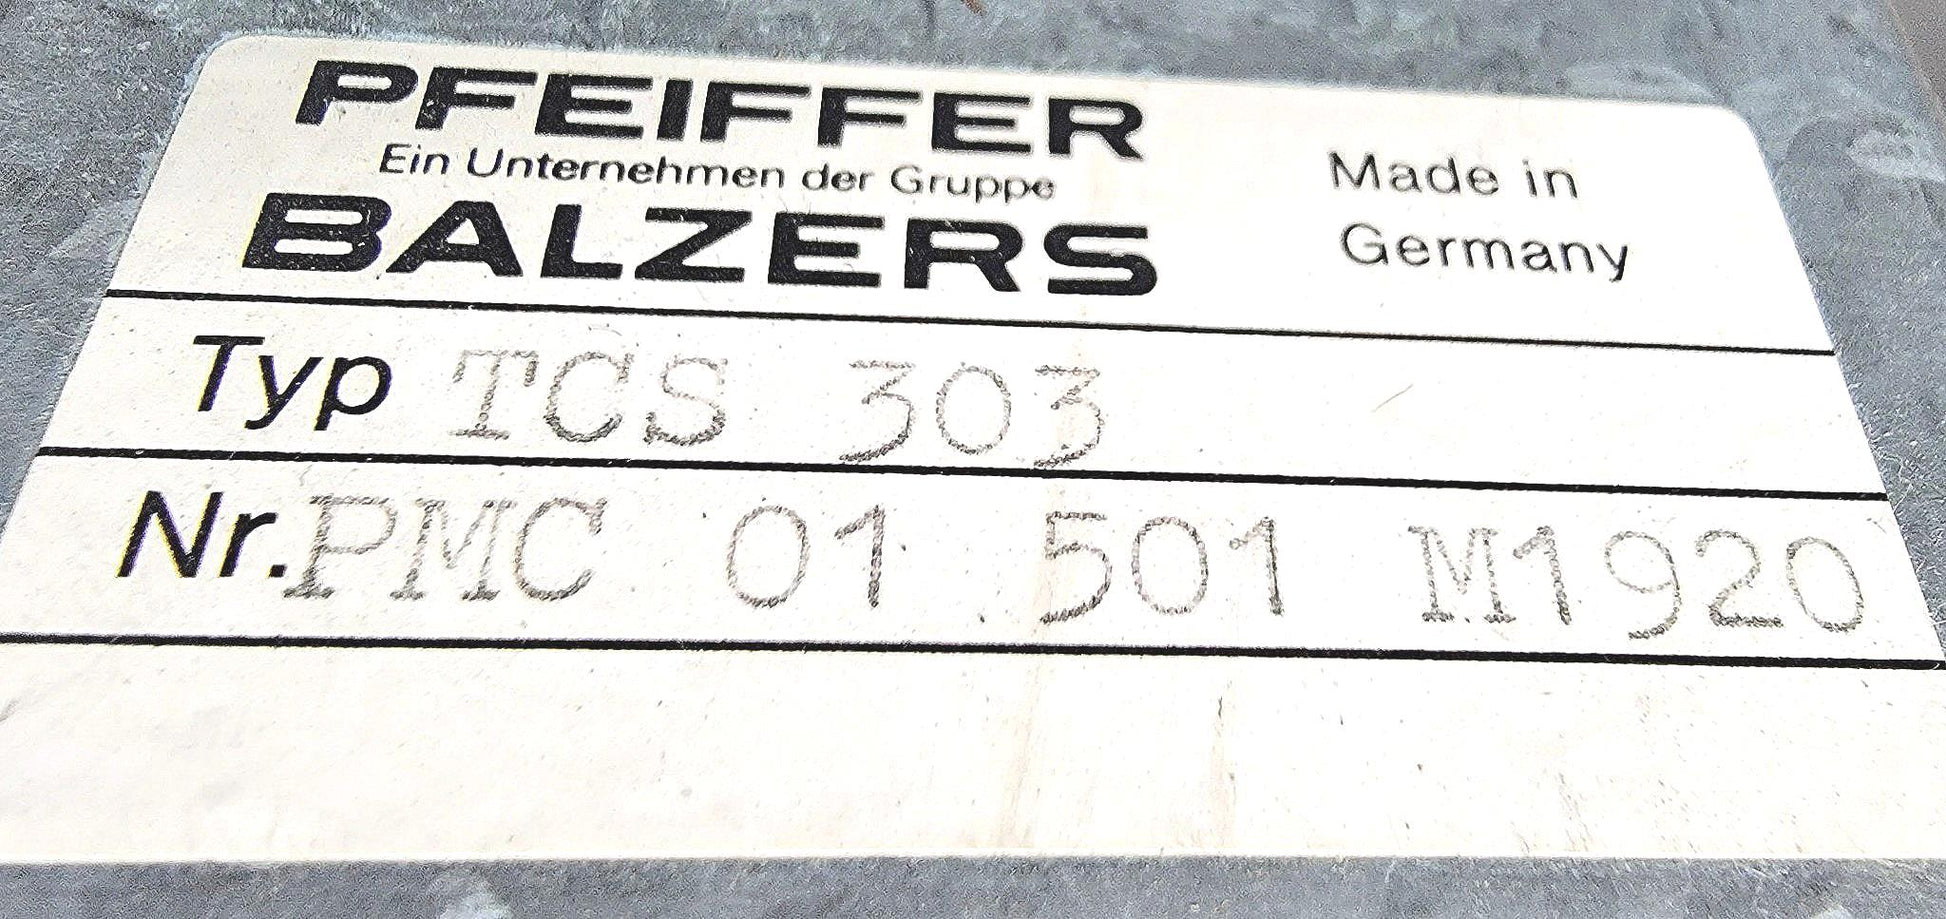 PFEIFFER
Ein Unternehmen der Gruppe
BALZERS
Made in
Germany
Typ TCS 303
Nr. PMC 01 501 M1920